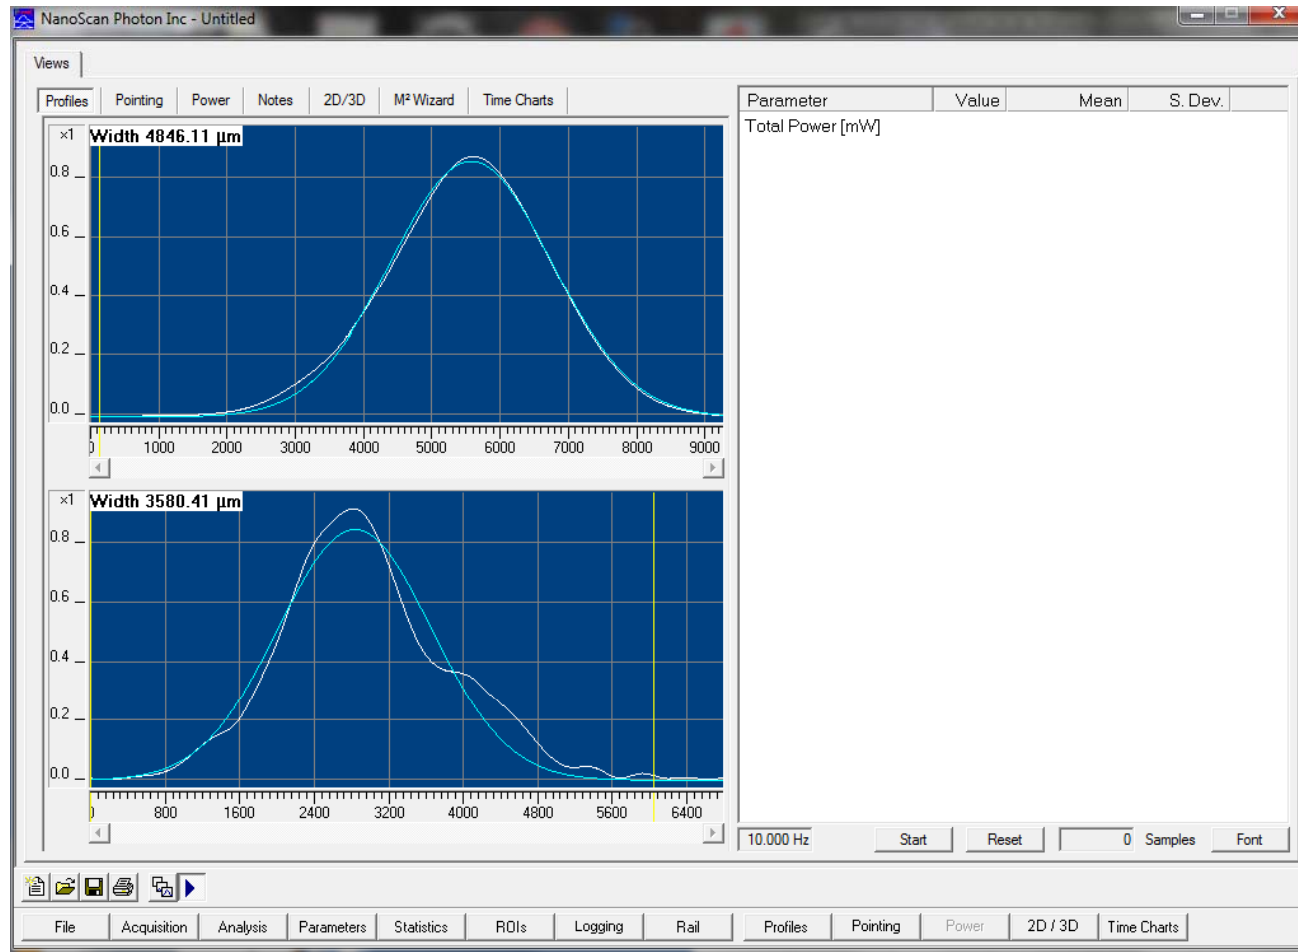 NanoScan Photon Inc - Untitled
Views
Profiles Pointing Power Notes 2D/3D M² Wizard Time Charts
Parameter Value Mean S. Dev.
Total Power [mW]
×1 Width 4846.11 µm
0.8
0.6
0.4
0.2
0.0
0 1000 2000 3000 4000 5000 6000 7000 8000 9000
×1 Width 3580.41 µm
0.8
0.6
0.4
0.2
0.0
0 800 1600 2400 3200 4000 4800 5600 6400
10.000 Hz Start Reset 0 Samples Font
File Acquisition Analysis Parameters Statistics ROIs Logging Rail Profiles Pointing Power 2D / 3D Time Charts